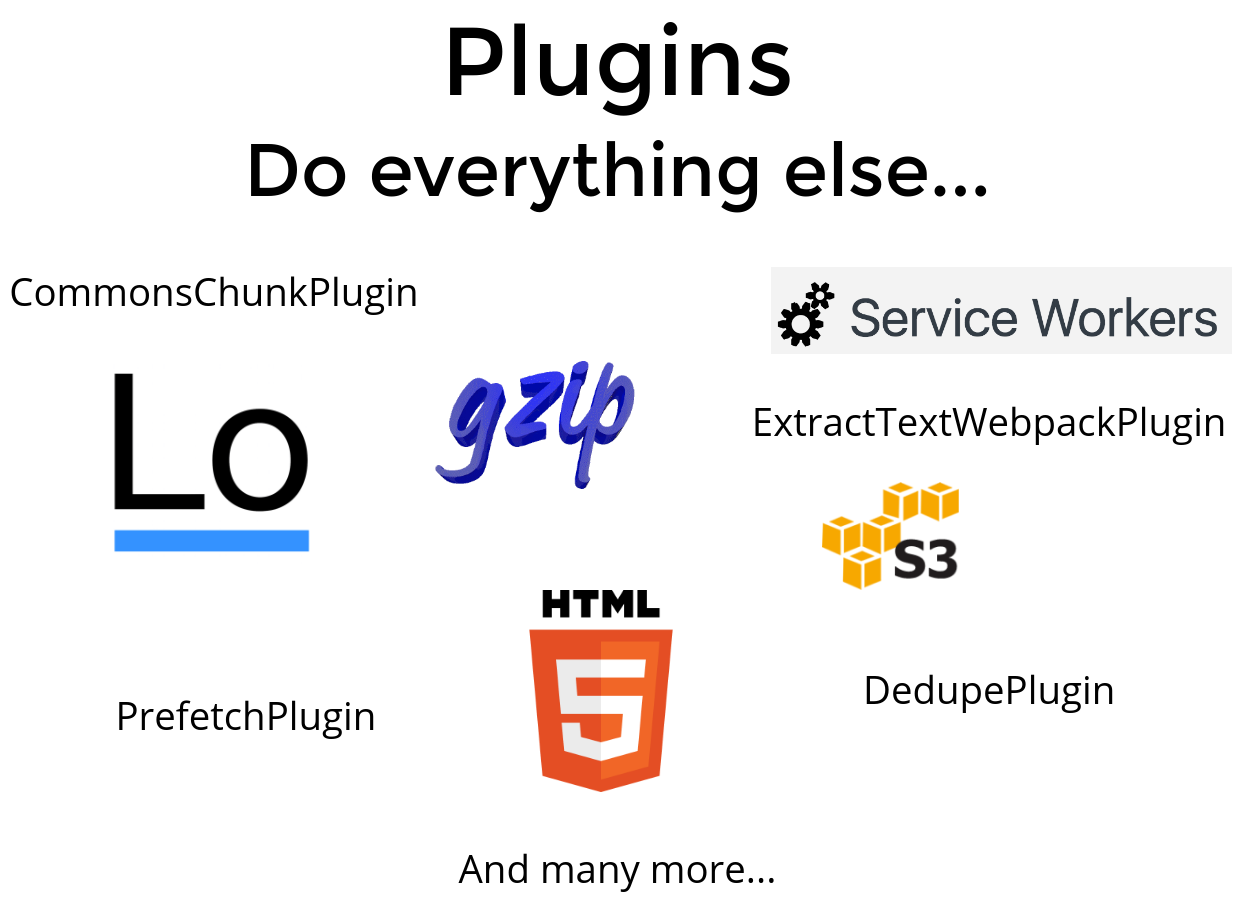 Plugins
Do everything else...
CommonsChunkPlugin
Service Workers
Lo
gzip
ExtractTextWebpackPlugin
S3
HTML
5
PrefetchPlugin
DedupePlugin
And many more...